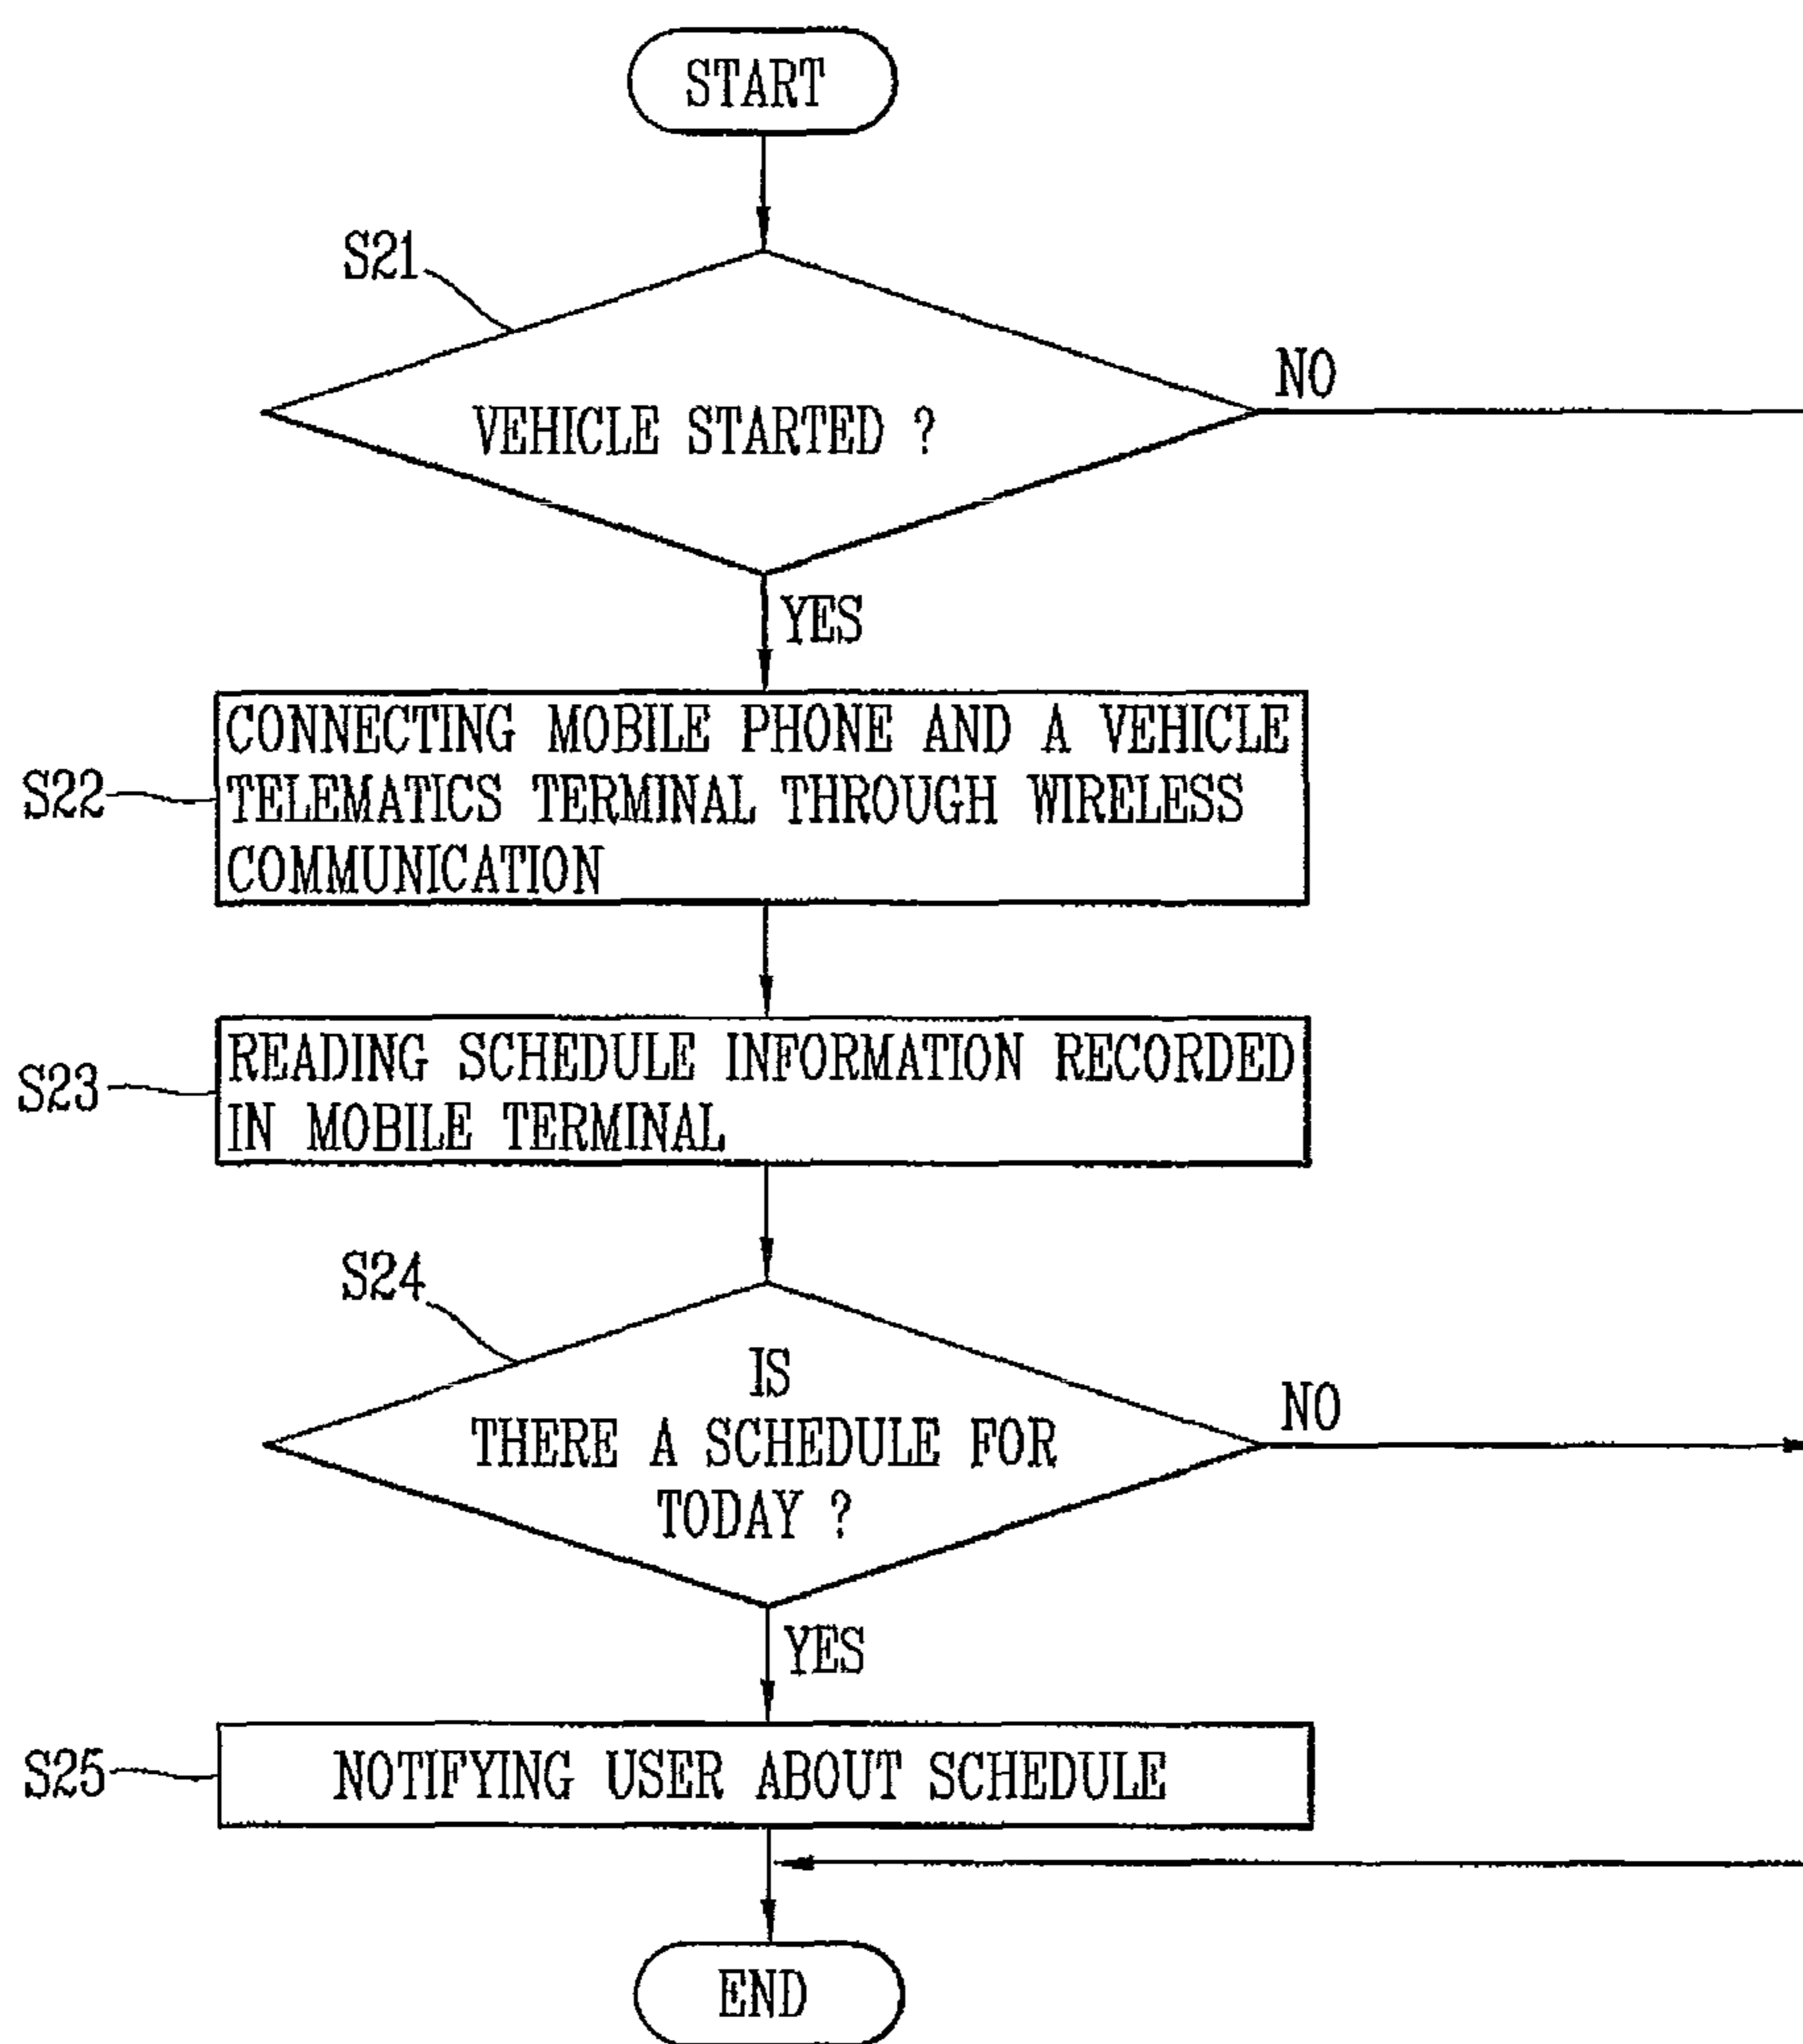 START
S21
VEHICLE STARTED ?
NO
YES
S22
CONNECTING MOBILE PHONE AND A VEHICLE
TELEMATICS TERMINAL THROUGH WIRELESS
COMMUNICATION
S23
READING SCHEDULE INFORMATION RECORDED
IN MOBILE TERMINAL
S24
IS
THERE A SCHEDULE FOR
TODAY ?
NO
YES
S25
NOTIFYING USER ABOUT SCHEDULE
END